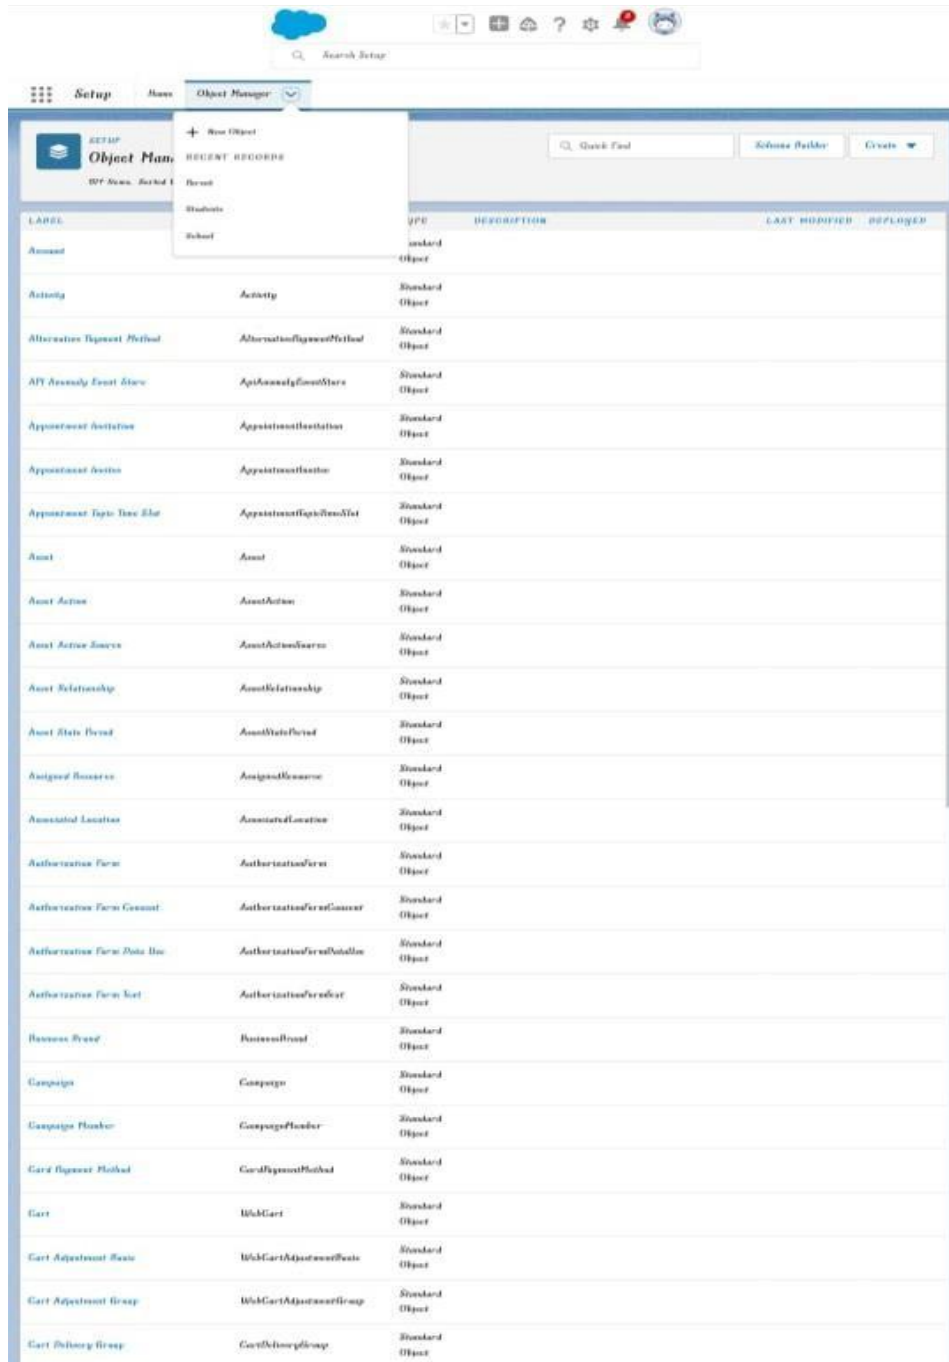 Search Setup
Setup
Home
Object Manager
New Object
RECENT RECORDS
Parent
Students
School
SETUP
Object Man
Sorted
Quick Find
Schema Builder
Create
LABEL
YPE
DESCRIPTION
LAST MODIFIED
DEPLOYED
Account
tandard
Object
Activity
Activity
Standard
Object
Alternative Payment Method
AlternativePaymentMethod
Standard
Object
API Anomaly Event Store
ApiAnomalyEventStore
Standard
Object
Appointment Invitation
AppointmentInvitation
Standard
Object
Appointment Invitee
AppointmentInvitee
Standard
Object
Appointment Topic Time Slot
AppointmentTopicTimeSlot
Standard
Object
Asset
Asset
Standard
Object
Asset Action
AssetAction
Standard
Object
Asset Action Source
AssetActionSource
Standard
Object
Asset Relationship
AssetRelationship
Standard
Object
Asset State Period
AssetStatePeriod
Standard
Object
Assigned Resource
AssignedResource
Standard
Object
Associated Location
AssociatedLocation
Standard
Object
Authorization Form
AuthorizationForm
Standard
Object
Authorization Form Consent
AuthorizationFormConsent
Standard
Object
Authorization Form Data Use
AuthorizationFormDataUse
Standard
Object
Authorization Form Text
AuthorizationFormText
Standard
Object
Business Brand
BusinessBrand
Standard
Object
Campaign
Campaign
Standard
Object
Campaign Member
CampaignMember
Standard
Object
Card Payment Method
CardPaymentMethod
Standard
Object
Cart
WebCart
Standard
Object
Cart Adjustment Basis
WebCartAdjustmentBasis
Standard
Object
Cart Adjustment Group
WebCartAdjustmentGroup
Standard
Object
Cart Delivery Group
CartDeliveryGroup
Standard
Object